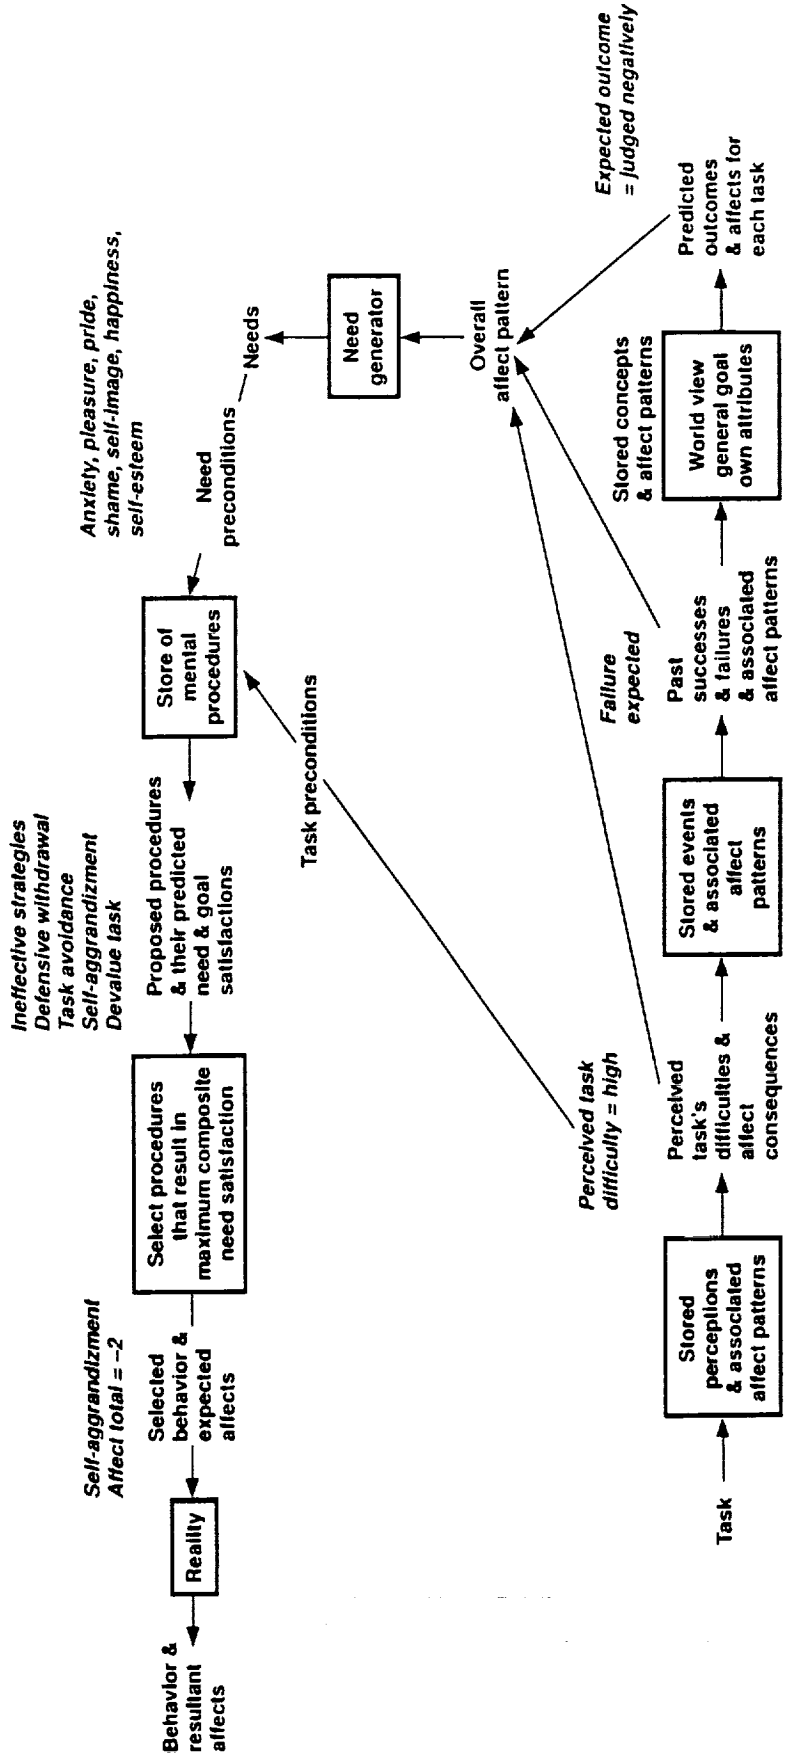 Task
Stored
perceptions
& associated
affect patterns
Perceived
task's
difficulties &
affect
consequences
Perceived task
difficulty = high
Stored events
& associated
affect
patterns
Past
successes
& failures
& associated
affect patterns
Failure
expected
World view
general goal
own attributes
Stored concepts
& affect patterns
Predicted
outcomes
& affects for
each task
Expected outcome
= judged negatively
Overall
affect pattern
Need
generator
Needs
Need
preconditions
Anxiety, pleasure, pride,
shame, self-image, happiness,
self-esteem
Task preconditions
Store of
mental
procedures
Proposed procedures
& their predicted
need & goal
satisfactions
Ineffective strategies
Defensive withdrawal
Task avoidance
Self-aggrandizment
Devalue task
Select procedures
that result in
maximum composite
need satisfaction
Selected
behavior &
expected
affects
Self-aggrandizment
Affect total = –2
Reality
Behavior &
resultant
affects